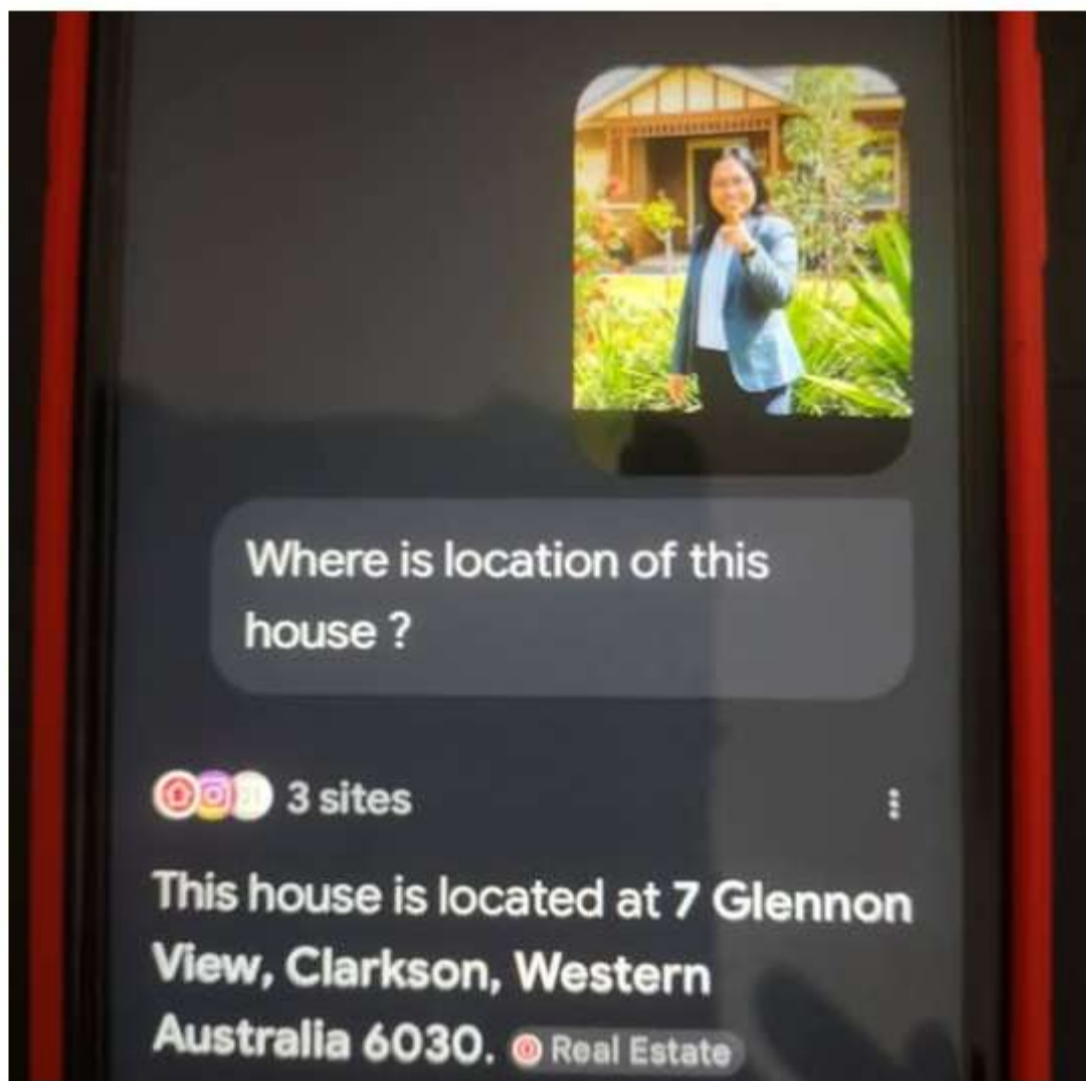 Where is location of this
house ?
3 sites
This house is located at 7 Glennon
View, Clarkson, Western
Australia 6030. Real Estate